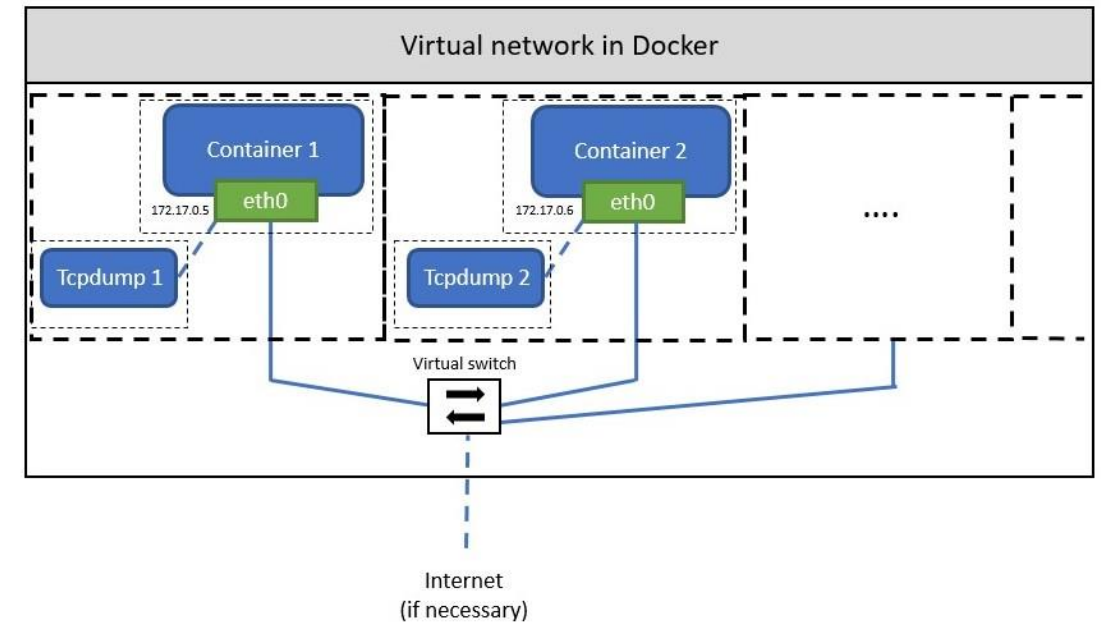 Virtual network in Docker
Container 1
eth0
172.17.0.5
Tcpdump 1
Container 2
eth0
172.17.0.6
Tcpdump 2
....
Virtual switch
Internet
(if necessary)